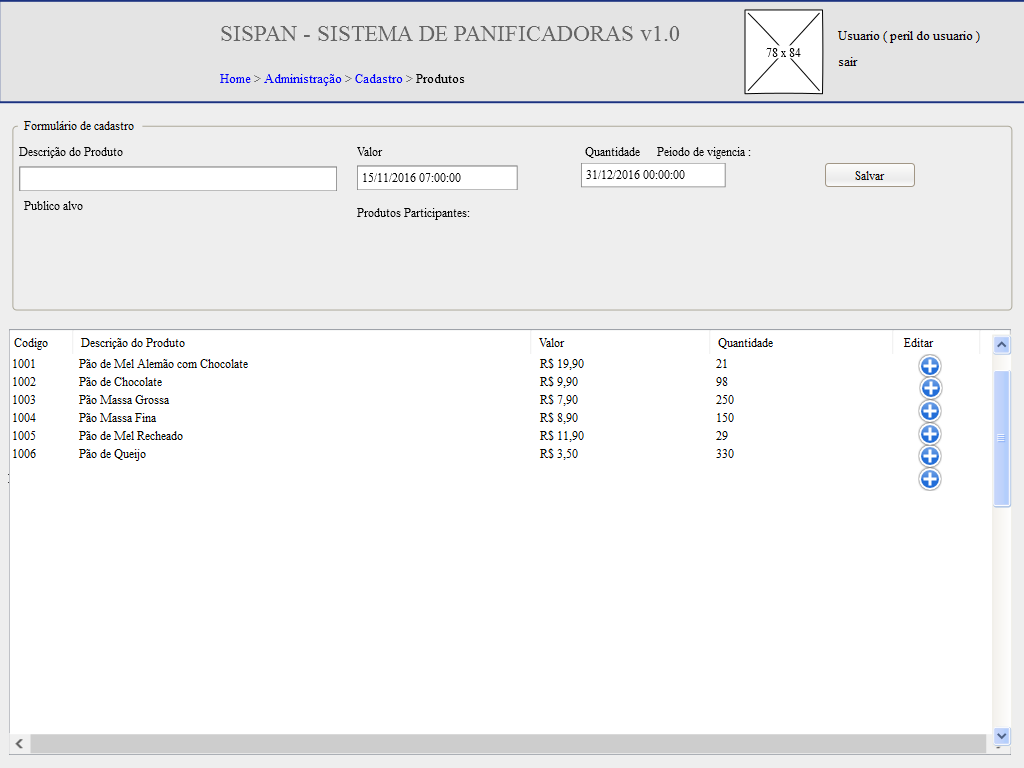 SISPAN - SISTEMA DE PANIFICADORAS v1.0
78 x 84
Usuario ( peril do usuario )
sair
Home > Administração > Cadastro > Produtos
Formulário de cadastro
Descrição do Produto Valor Quantidade Peiodo de vigencia :
15/11/2016 07:00:00 31/12/2016 00:00:00 Salvar
Publico alvo Produtos Participantes:
Codigo Descrição do Produto Valor Quantidade Editar
1001 Pão de Mel Alemão com Chocolate R$ 19,90 21
1002 Pão de Chocolate R$ 9,90 98
1003 Pão Massa Grossa R$ 7,90 250
1004 Pão Massa Fina R$ 8,90 150
1005 Pão de Mel Recheado R$ 11,90 29
1006 Pão de Queijo R$ 3,50 330